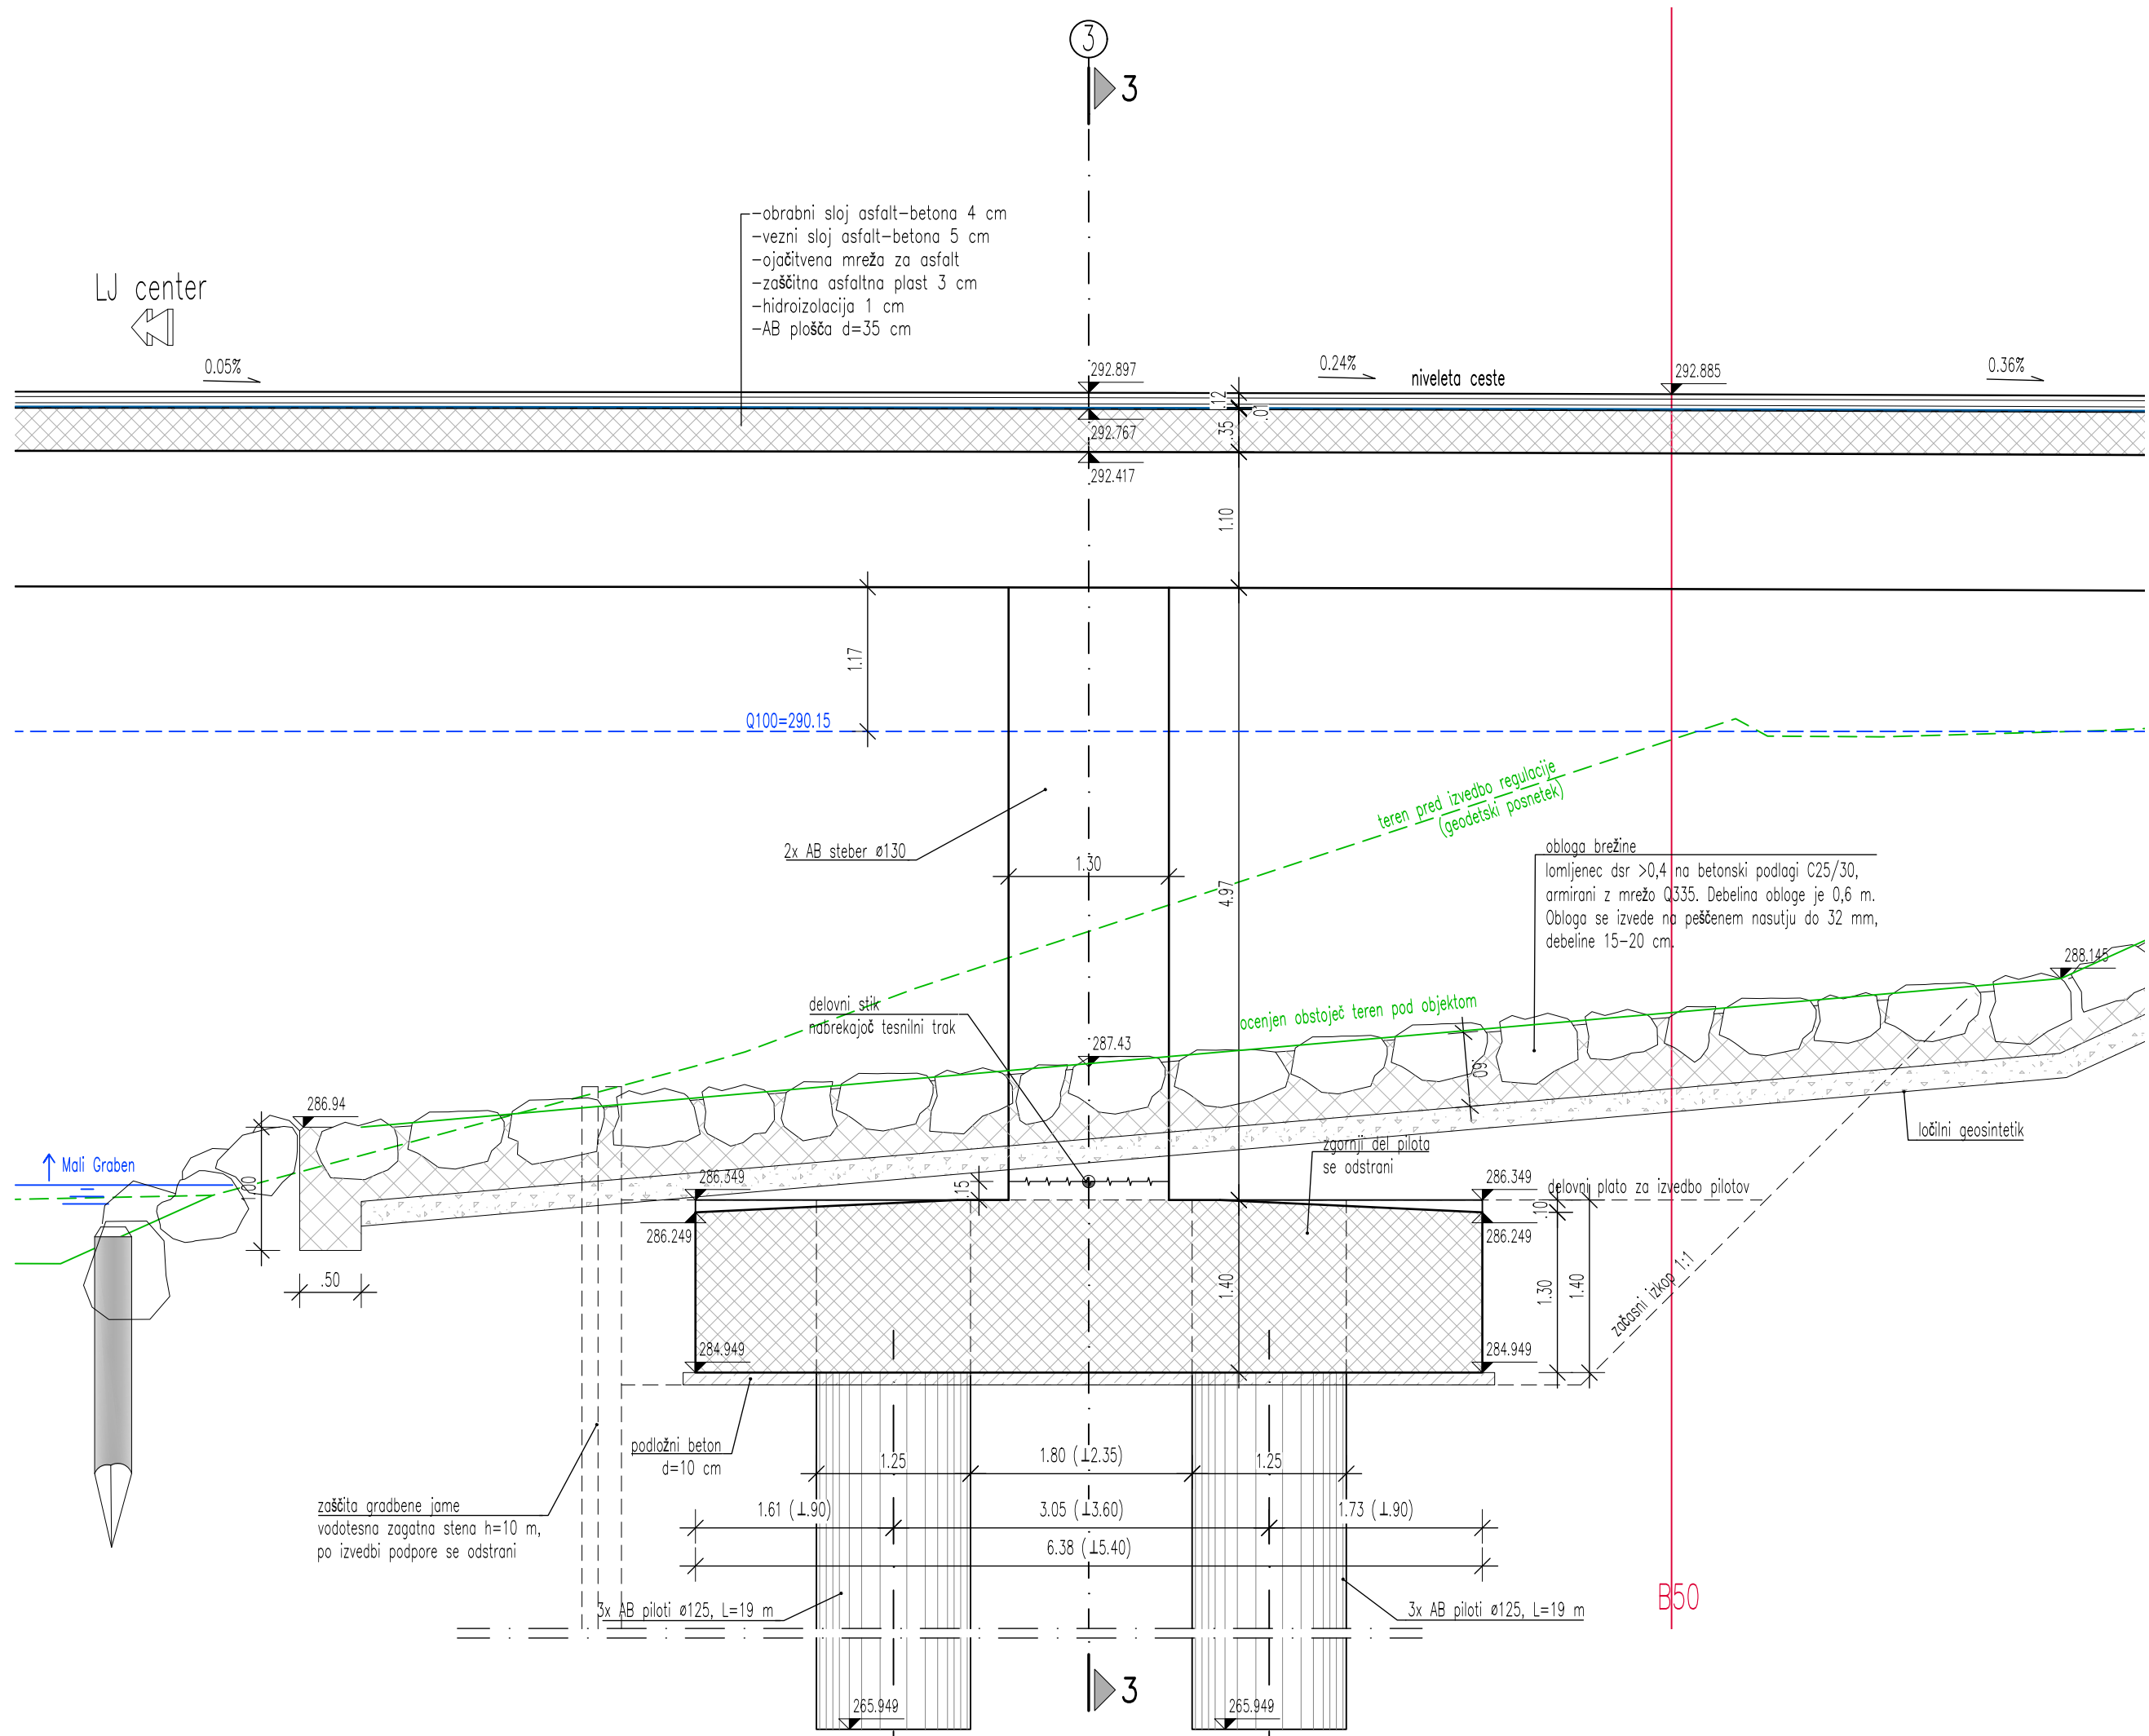 3
3
-obrabni sloj asfalt-betona 4 cm
-vezni sloj asfalt-betona 5 cm
-ojačitvena mreža za asfalt
-zaščitna asfaltna plast 3 cm
-hidroizolacija 1 cm
-AB plošča d=35 cm
LJ center
0.05%
292.897
0.24%
niveleta ceste
292.885
0.36%
.12
.01
.35
292.767
292.417
1.10
1.17
Q100=290.15
teren pred izvedbo regulacije
(geodetski posnetek)
2x AB steber ø130
1.30
4.97
obloga brežine
lomljenec dsr >0,4 na betonski podlagi C25/30,
armirani z mrežo Q335. Debelina obloge je 0,6 m.
Obloga se izvede na peščenem nasutju do 32 mm,
debeline 15-20 cm.
288.145
delovni stik
nabrekajoč tesnilni trak
ocenjen obstoječ teren pod objektom
287.43
.60
286.94
ločilni geosintetik
zgornji del pilota
se odstrani
Mali Graben
1.00
286.349
.15
286.349
delovni plato za izvedbo pilotov
286.249
286.249
.10
.50
1.40
1.30
1.40
začasni izkop 1:1
284.949
284.949
podložni beton
d=10 cm
1.25
1.80 (⊥2.35)
1.25
zaščita gradbene jame
vodotesna zagatna stena h=10 m,
po izvedbi podpore se odstrani
1.61 (⊥.90)
3.05 (⊥3.60)
1.73 (⊥.90)
6.38 (⊥5.40)
3x AB piloti ø125, L=19 m
3x AB piloti ø125, L=19 m
B50
3
265.949
265.949